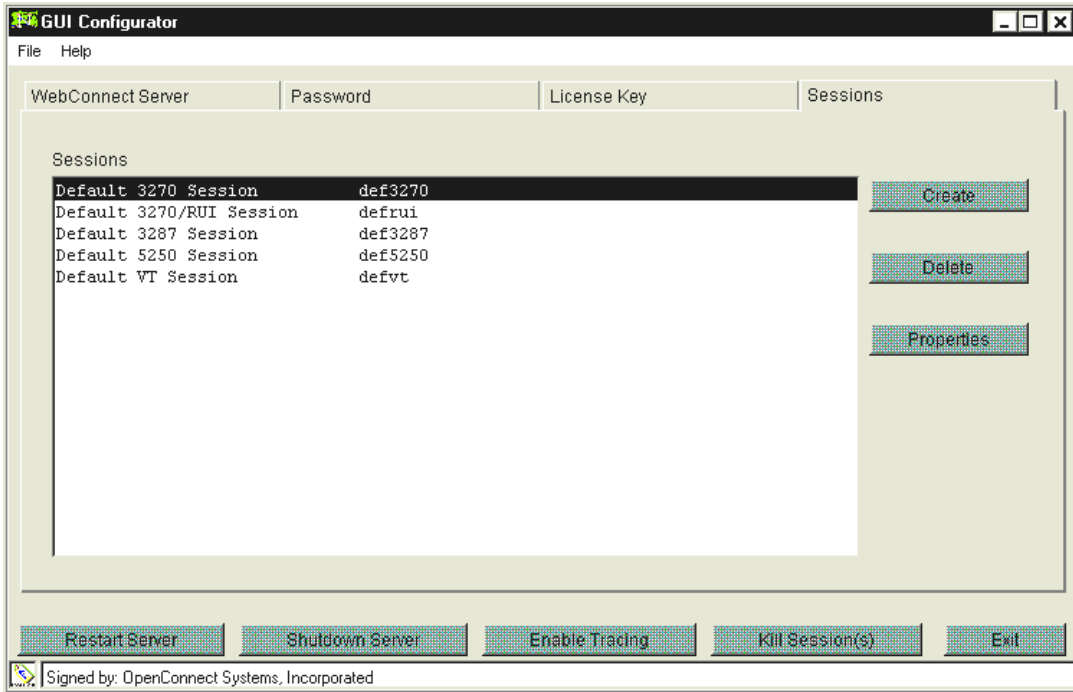 GUI Configurator
File Help
WebConnect Server Password License Key Sessions
Sessions
Default 3270 Session def3270
Default 3270/RUI Session defrui
Default 3287 Session def3287
Default 5250 Session def5250
Default VT Session defvt
Create
Delete
Properties
Restart Server Shutdown Server Enable Tracing Kill Session(s) Exit
Signed by: OpenConnect Systems, Incorporated